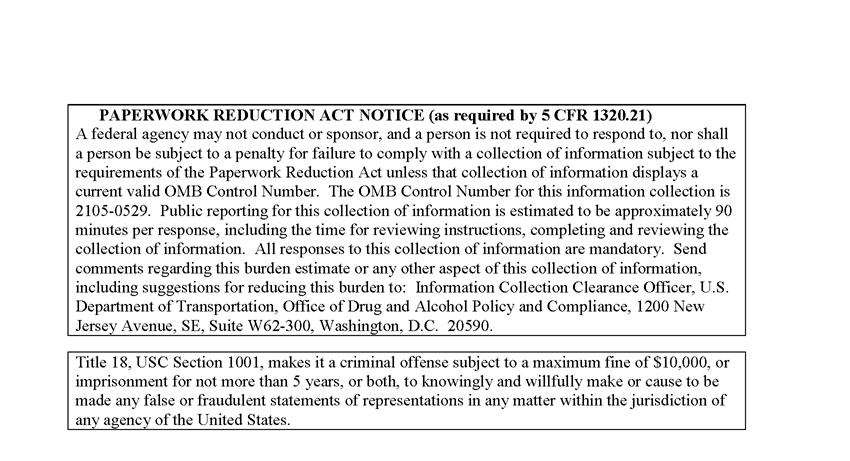 PAPERWORK REDUCTION ACT NOTICE (as required by 5 CFR 1320.21)
A federal agency may not conduct or sponsor, and a person is not required to respond to, nor shall
a person be subject to a penalty for failure to comply with a collection of information subject to the
requirements of the Paperwork Reduction Act unless that collection of information displays a
current valid OMB Control Number.  The OMB Control Number for this information collection is
2105-0529.  Public reporting for this collection of information is estimated to be approximately 90
minutes per response, including the time for reviewing instructions, completing and reviewing the
collection of information.  All responses to this collection of information are mandatory.  Send
comments regarding this burden estimate or any other aspect of this collection of information,
including suggestions for reducing this burden to:  Information Collection Clearance Officer, U.S.
Department of Transportation, Office of Drug and Alcohol Policy and Compliance, 1200 New
Jersey Avenue, SE, Suite W62-300, Washington, D.C.  20590.
Title 18, USC Section 1001, makes it a criminal offense subject to a maximum fine of $10,000, or
imprisonment for not more than 5 years, or both, to knowingly and willfully make or cause to be
made any false or fraudulent statements of representations in any matter within the jurisdiction of
any agency of the United States.